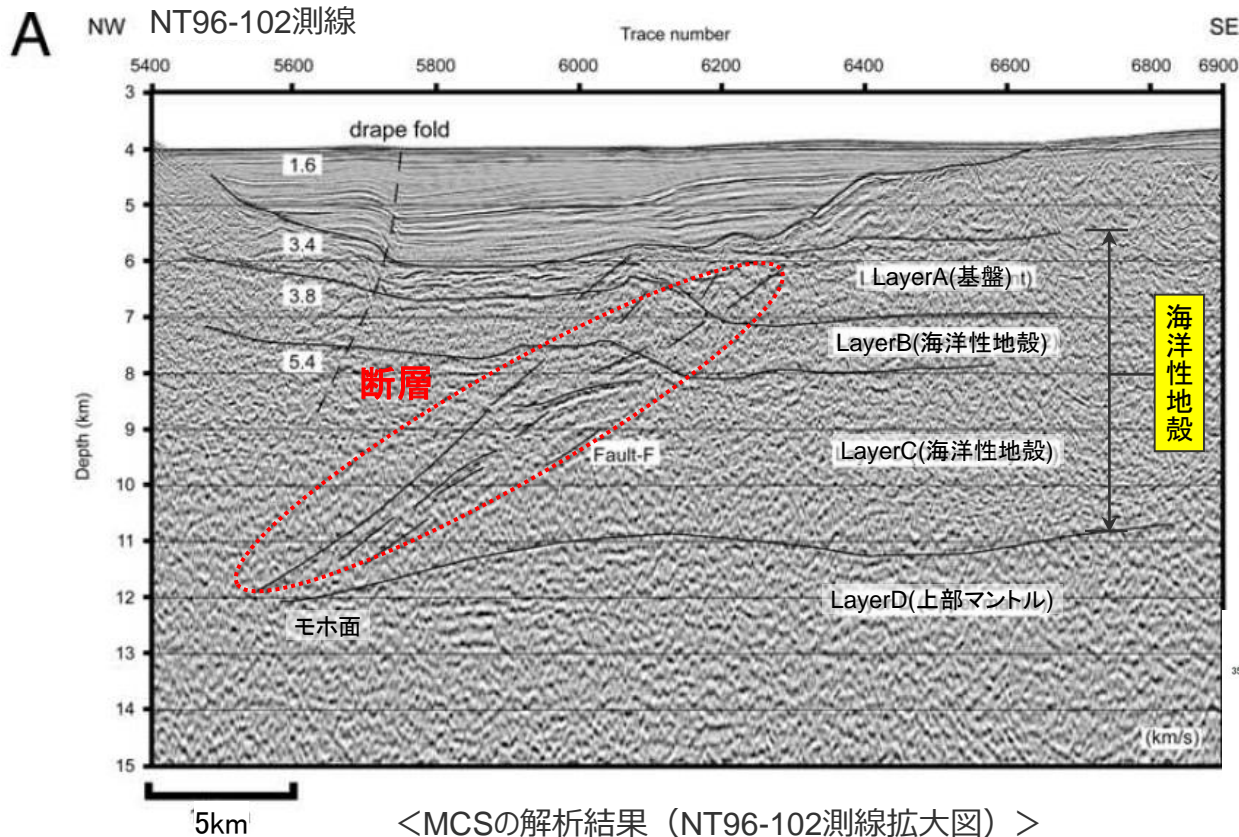 A
NW NT96-102測線
Trace number
SE
5400 5600 5800 6000 6200 6400 6600 6800 6900
3
drape fold
4
1.6
5
3.4
6
LayerA(基盤)
3.8
7
LayerB(海洋性地殻)
5.4
8
断層
海洋性地殻
Depth (km)
9
Fault-F
LayerC(海洋性地殻)
10
11
12
LayerD(上部マントル)
モホ面
13
35
14
(km/s)
15
5km
<MCSの解析結果(NT96-102測線拡大図)>